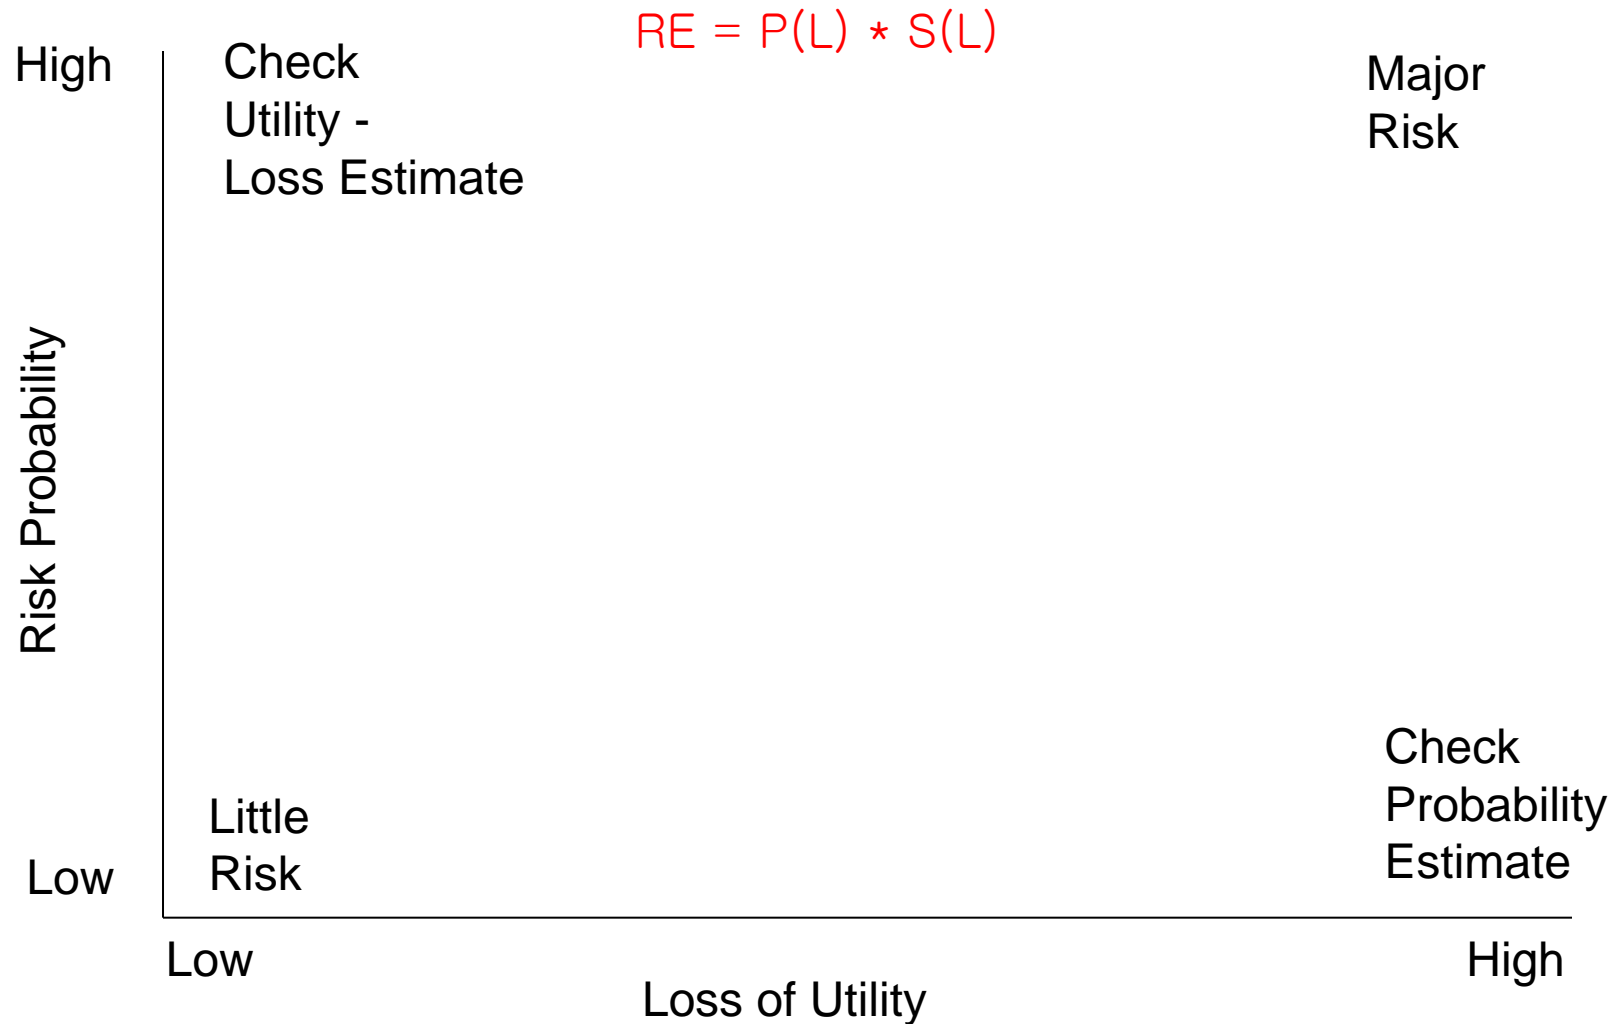 RE = P(L) * S(L)
High
Check
Utility -
Loss Estimate
Major
Risk
Risk Probability
Check
Probability
Estimate
Little
Risk
Low
Low
High
Loss of Utility